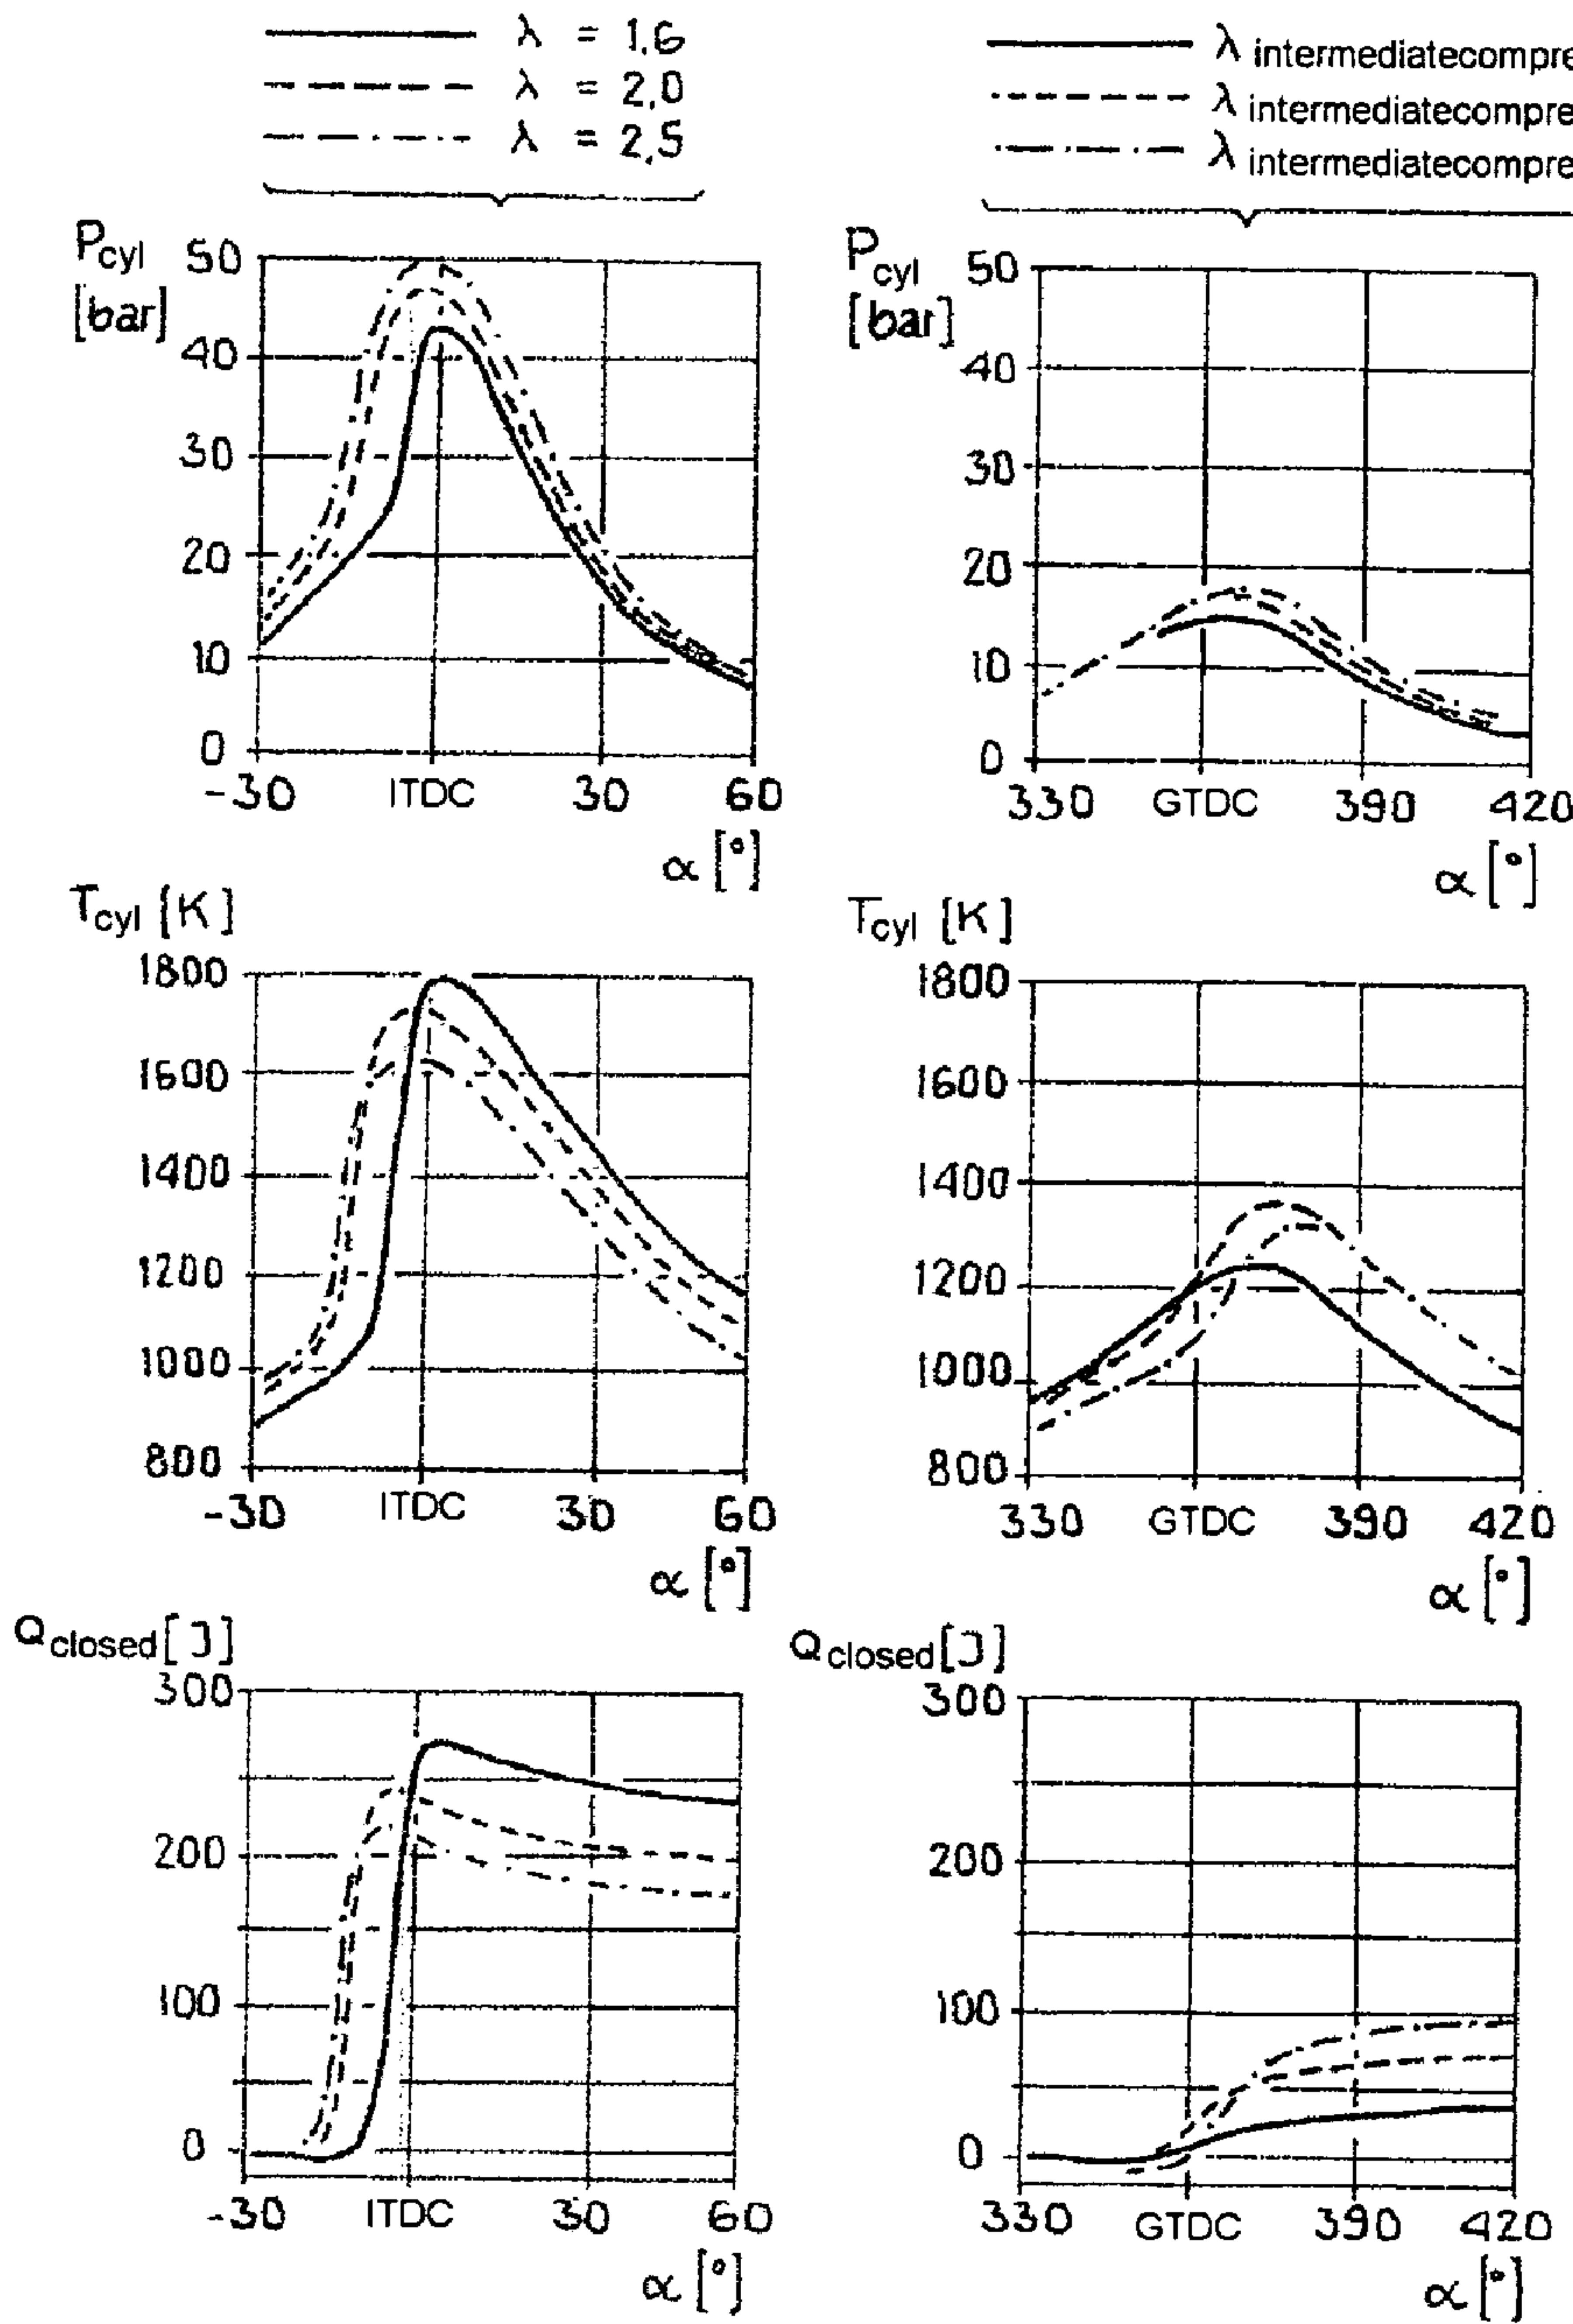 λ = 1,6
λ = 2,0
λ = 2,5
λ intermediatecompre
λ intermediatecompre
λ intermediatecompre
Pcyl [bar]
50
40
30
20
10
0
-30 ITDC 30 60
α [°]
Pcyl [bar]
50
40
30
20
10
0
330 GTDC 390 420
α [°]
Tcyl [K]
1800
1600
1400
1200
1000
800
-30 ITDC 30 60
α [°]
Tcyl [K]
1800
1600
1400
1200
1000
800
330 GTDC 390 420
α [°]
Qclosed [J]
300
200
100
0
-30 ITDC 30 60
α [°]
Qclosed [J]
300
200
100
0
330 GTDC 390 420
α [°]